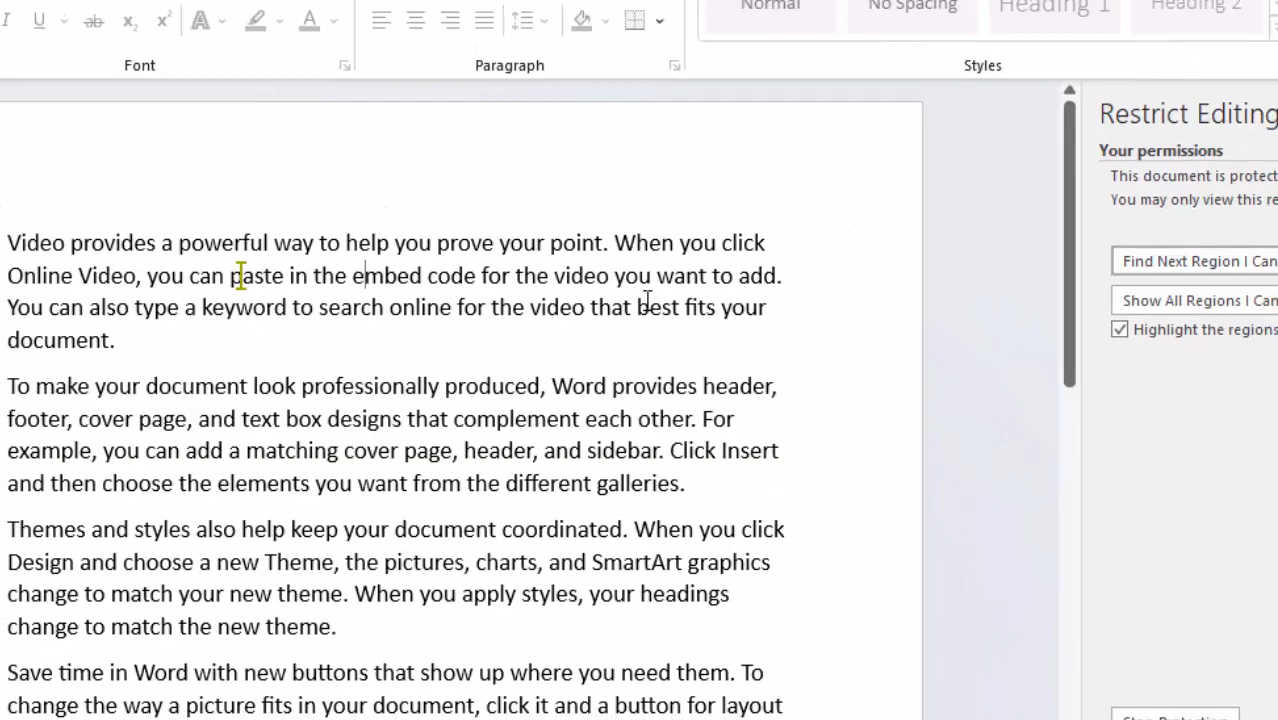 Normal
No Spacing
Heading 1
Heading 2
Font
Paragraph
Styles
Restrict Editing
Your permissions
This document is protect
You may only view this re
Find Next Region I Can
Show All Regions I Can
Highlight the regions
Stop Protection
Video provides a powerful way to help you prove your point. When you click
Online Video, you can paste in the embed code for the video you want to add.
You can also type a keyword to search online for the video that best fits your
document.
To make your document look professionally produced, Word provides header,
footer, cover page, and text box designs that complement each other. For
example, you can add a matching cover page, header, and sidebar. Click Insert
and then choose the elements you want from the different galleries.
Themes and styles also help keep your document coordinated. When you click
Design and choose a new Theme, the pictures, charts, and SmartArt graphics
change to match your new theme. When you apply styles, your headings
change to match the new theme.
Save time in Word with new buttons that show up where you need them. To
change the way a picture fits in your document, click it and a button for layout